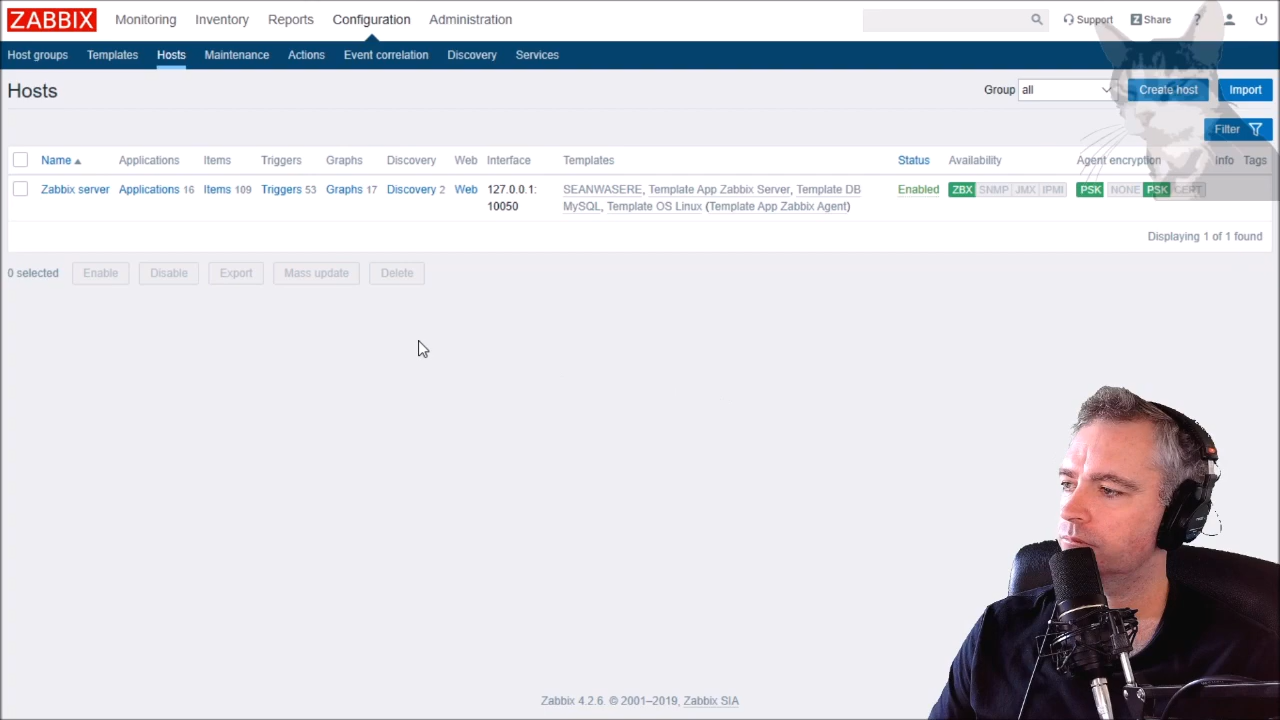 ZABBIX Monitoring Inventory Reports Configuration Administration Support Z Share ?
Host groups Templates Hosts Maintenance Actions Event correlation Discovery Services
Hosts Group all Create host Import
Filter
Name Applications Items Triggers Graphs Discovery Web Interface Templates Status Availability Agent encryption Info Tags
Zabbix server Applications 16 Items 109 Triggers 53 Graphs 17 Discovery 2 Web 127.0.0.1: SEANWASERE, Template App Zabbix Server, Template DB Enabled ZBX SNMP JMX IPMI PSK NONE PSK CERT
10050 MySQL, Template OS Linux (Template App Zabbix Agent)
Displaying 1 of 1 found
0 selected Enable Disable Export Mass update Delete
Zabbix 4.2.6. © 2001–2019, Zabbix SIA